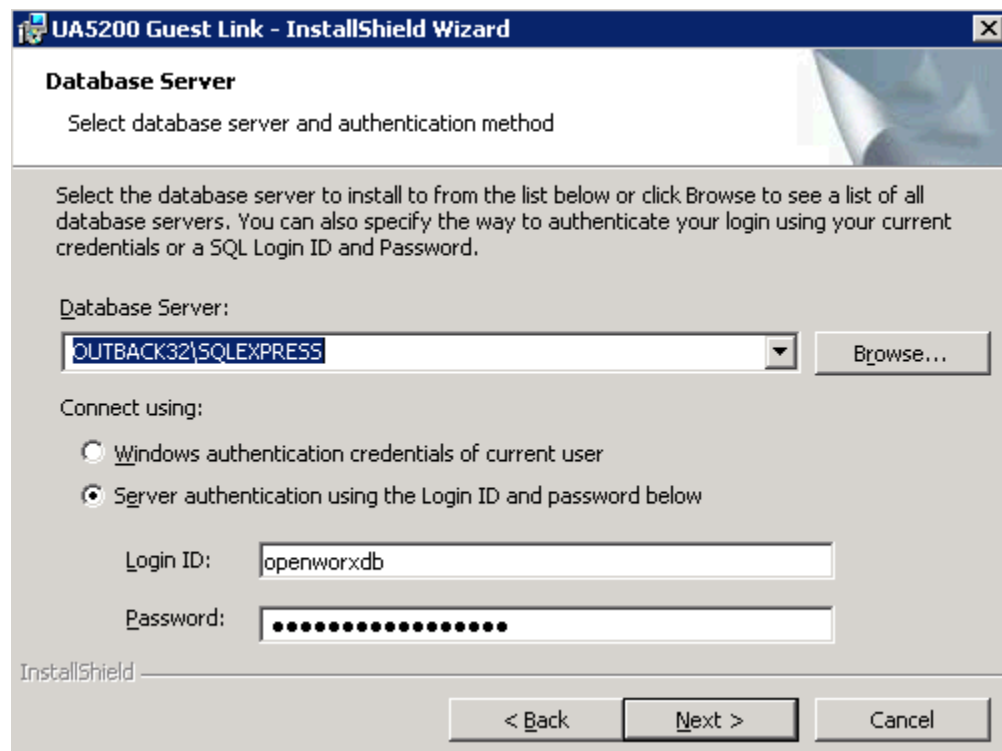 UA5200 Guest Link - InstallShield Wizard
Database Server
Select database server and authentication method
Select the database server to install to from the list below or click Browse to see a list of all
database servers. You can also specify the way to authenticate your login using your current
credentials or a SQL Login ID and Password.
Database Server:
OUTBACK32\SQLEXPRESS
Browse...
Connect using:
Windows authentication credentials of current user
Server authentication using the Login ID and password below
Login ID:
openworxdb
Password:
•••••••••••••••••
InstallShield
< Back
Next >
Cancel